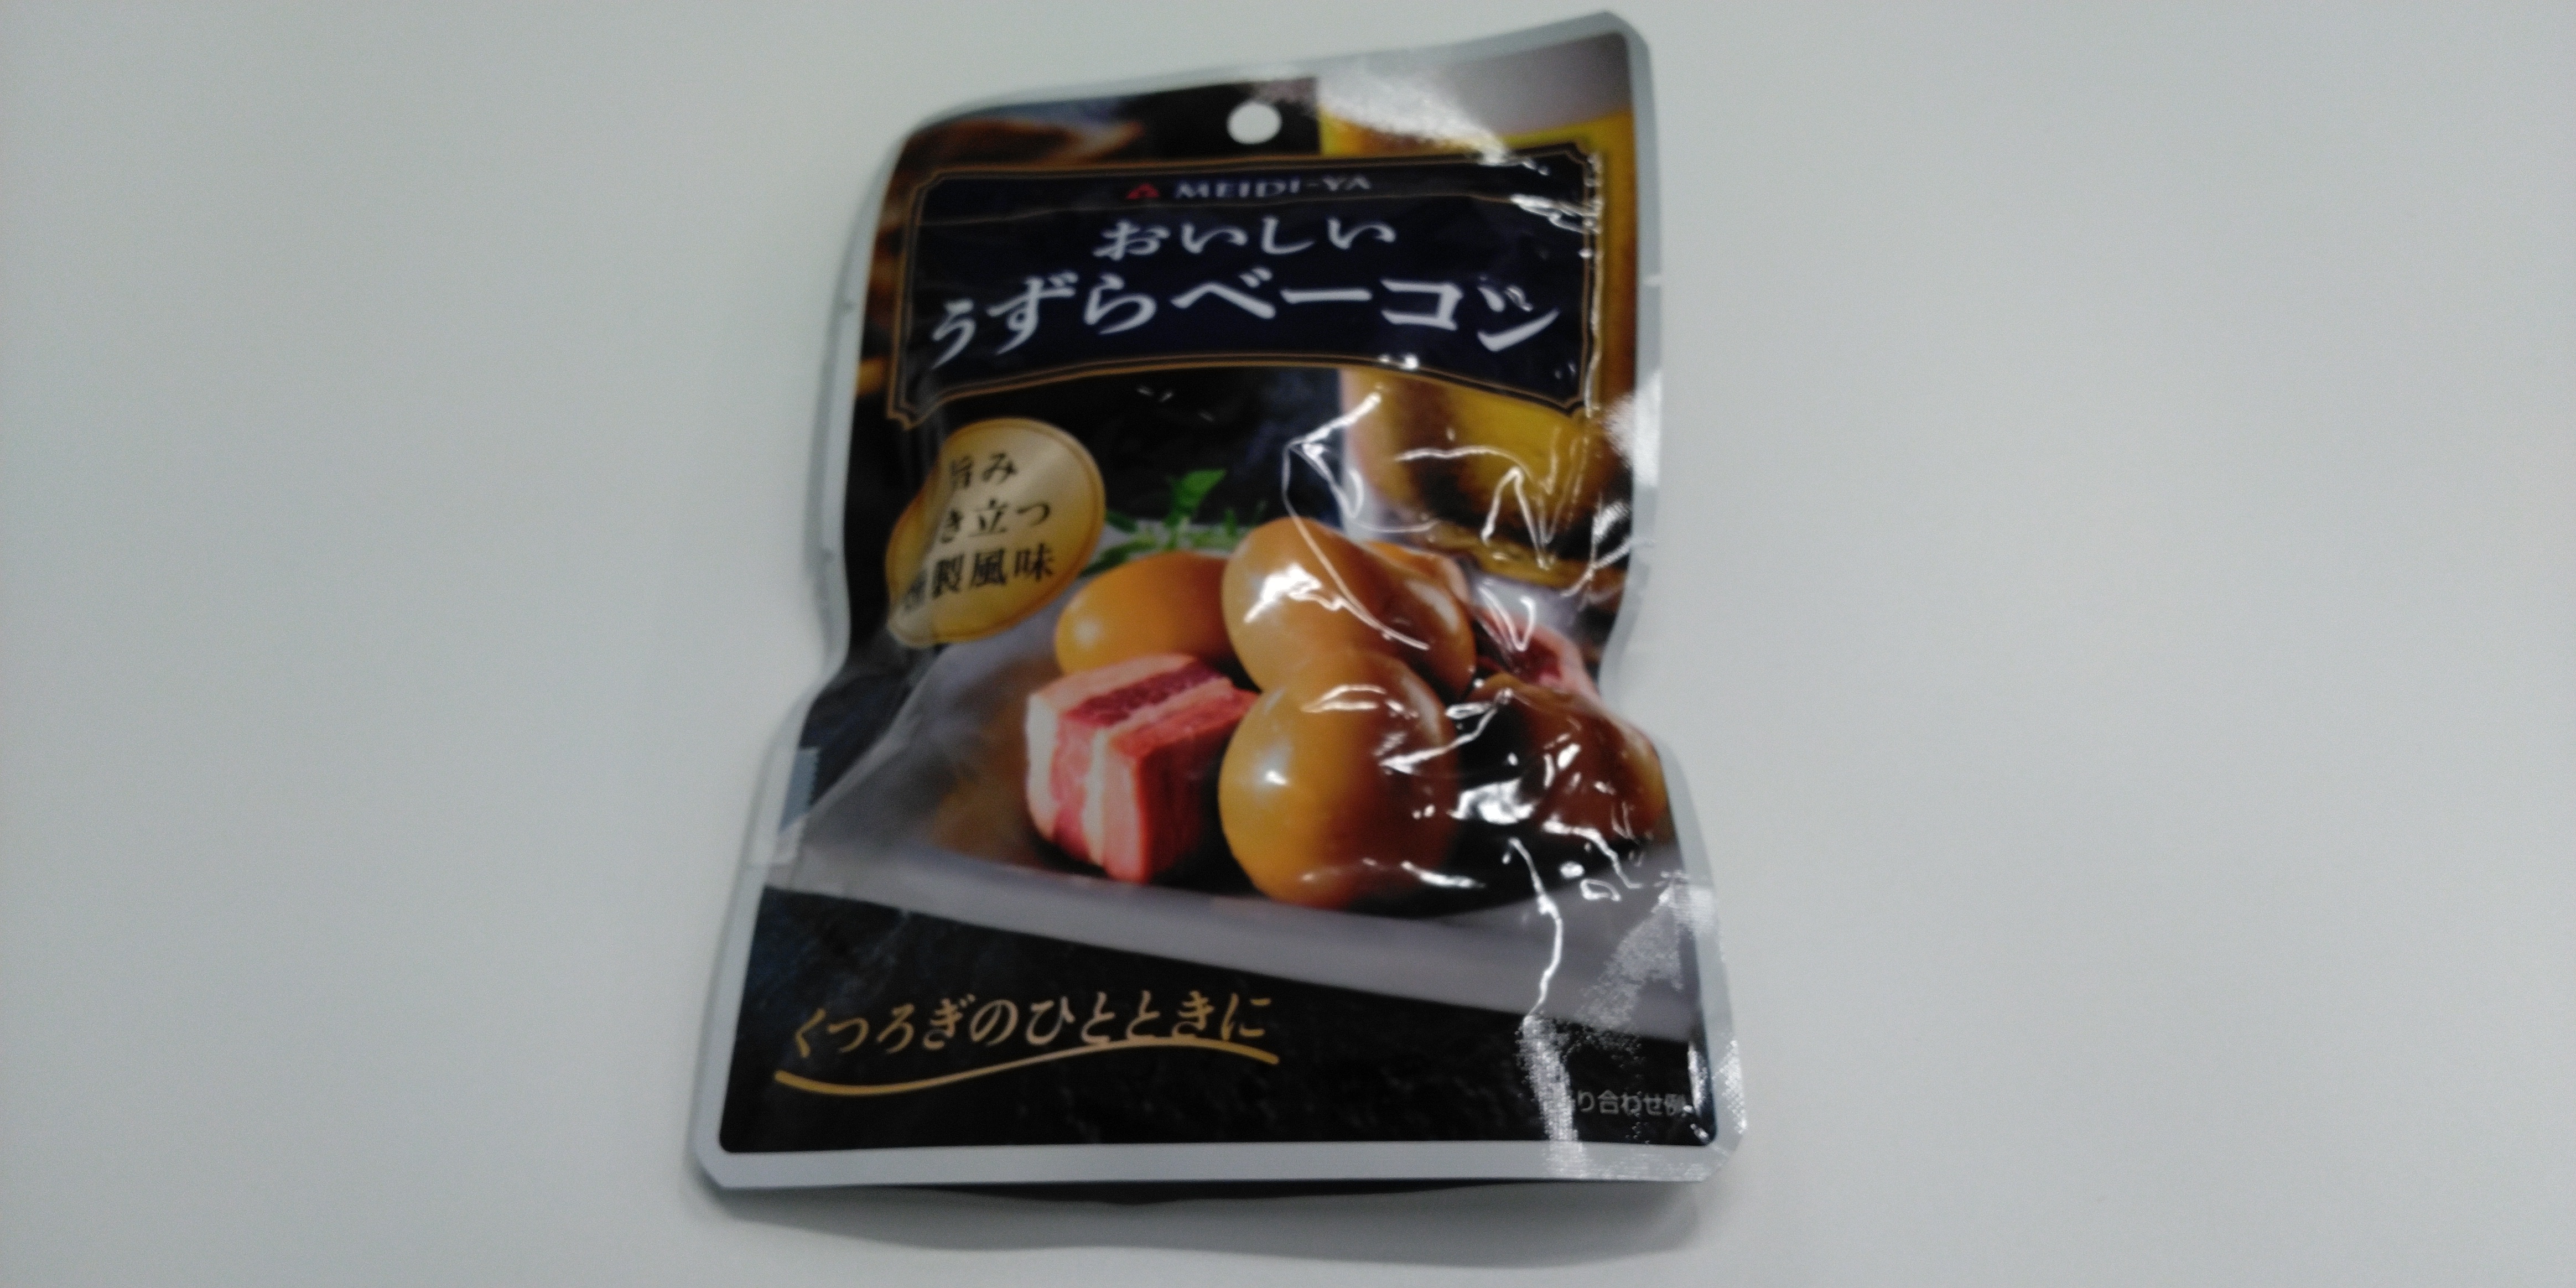 MEIDI-YA
おいしい
うずらベーコン
旨み
き立つ
製風味
くつろぎのひとときに
り合わせ例